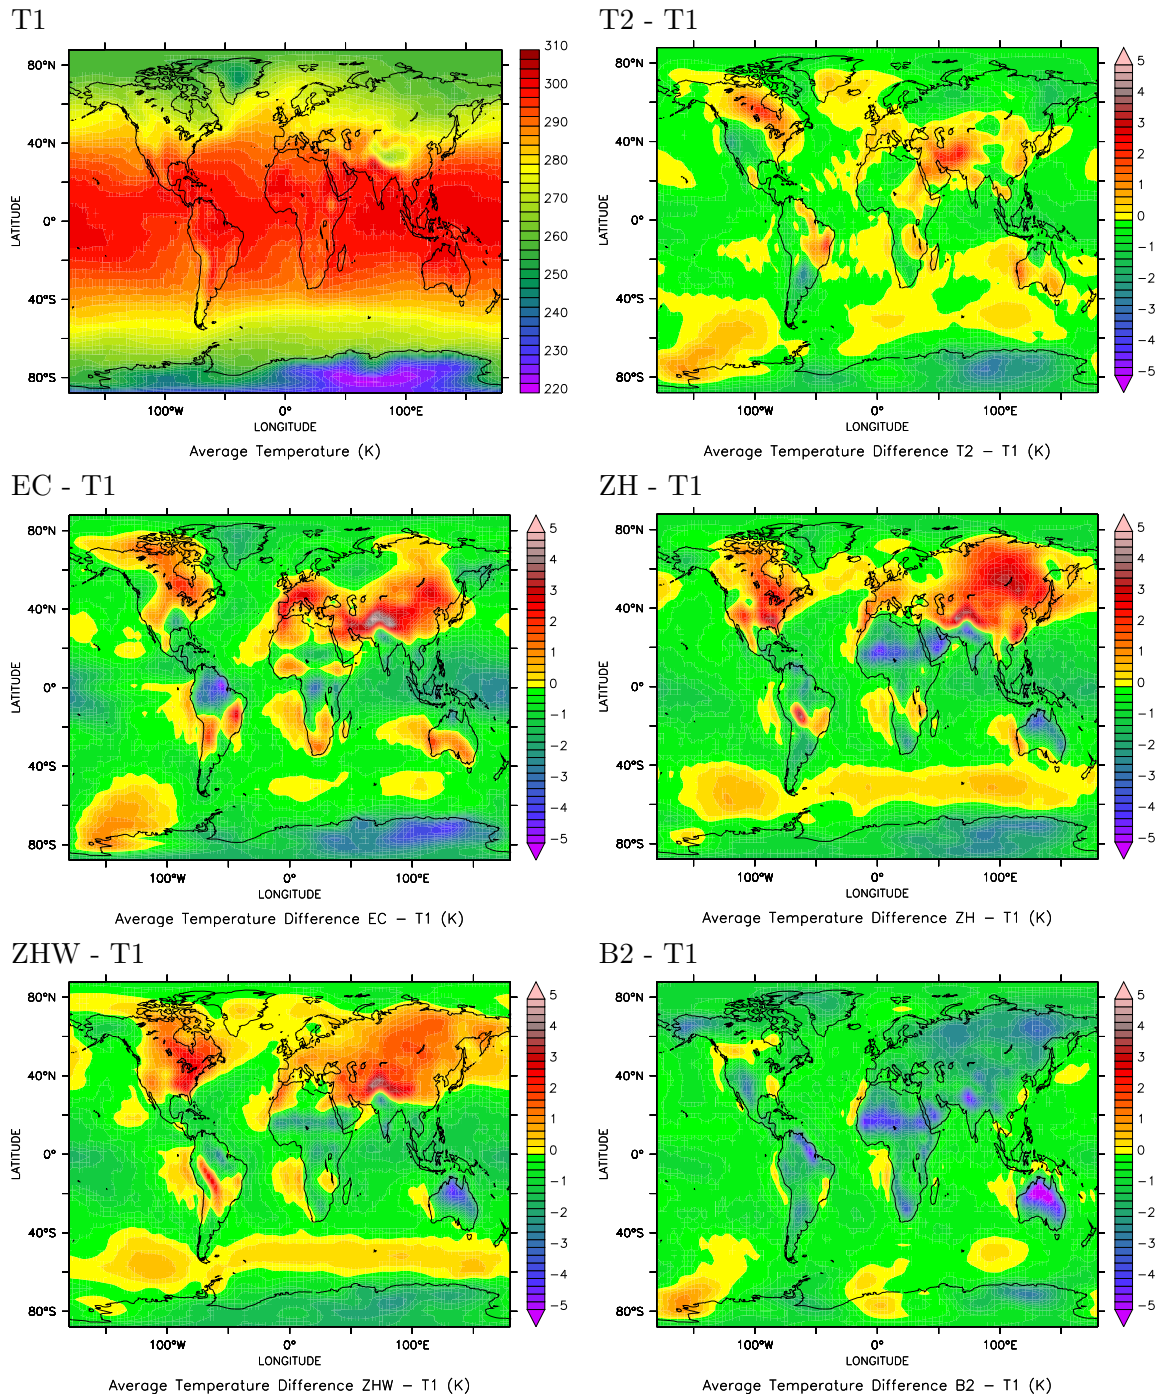 T1
T2 - T1
80°N
40°N
0°
40°S
80°S
LATITUDE
100°W
0°
100°E
LONGITUDE
310
300
290
280
270
260
250
240
230
220
Average Temperature (K)
80°N
40°N
0°
40°S
80°S
LATITUDE
100°W
0°
100°E
LONGITUDE
5
4
3
2
1
0
−1
−2
−3
−4
−5
Average Temperature Difference T2 − T1 (K)
EC - T1
ZH - T1
80°N
40°N
0°
40°S
80°S
LATITUDE
100°W
0°
100°E
LONGITUDE
5
4
3
2
1
0
−1
−2
−3
−4
−5
Average Temperature Difference EC − T1 (K)
80°N
40°N
0°
40°S
80°S
LATITUDE
100°W
0°
100°E
LONGITUDE
5
4
3
2
1
0
−1
−2
−3
−4
−5
Average Temperature Difference ZH − T1 (K)
ZHW - T1
B2 - T1
80°N
40°N
0°
40°S
80°S
LATITUDE
100°W
0°
100°E
LONGITUDE
5
4
3
2
1
0
−1
−2
−3
−4
−5
Average Temperature Difference ZHW − T1 (K)
80°N
40°N
0°
40°S
80°S
LATITUDE
100°W
0°
100°E
LONGITUDE
5
4
3
2
1
0
−1
−2
−3
−4
−5
Average Temperature Difference B2 − T1 (K)